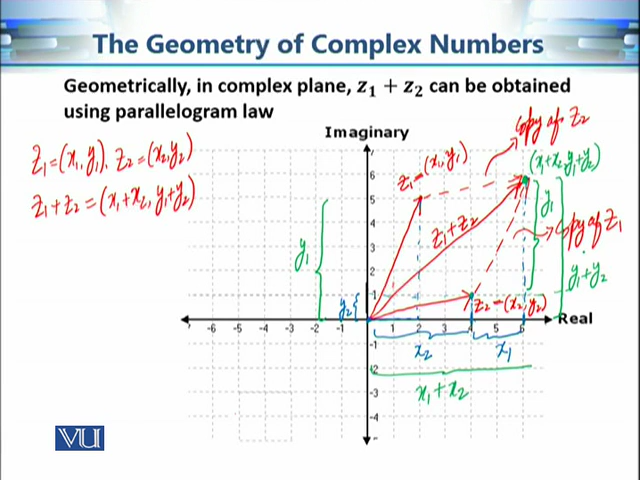 The Geometry of Complex Numbers
Geometrically, in complex plane, z₁ + z₂ can be obtained
using parallelogram law
Imaginary
z₁=(x₁,y₁), z₂=(x₂,y₂)
z₁+z₂=(x₁+x₂,y₁+y₂)
copy of z₂
z₁=(x₁,y₁)
(x₁+x₂,y₁+y₂)
z₁+z₂
y₁
y₁
copy of z₁
y₁+y₂
y₂
z₂=(x₂,y₂)
6
5
4
3
2
1
-6 -5 -4 -3 -2 -1 1 2 3 4 5 6 Real
-1
-2
-3
-4
x₂ x₁
x₁+x₂
VU